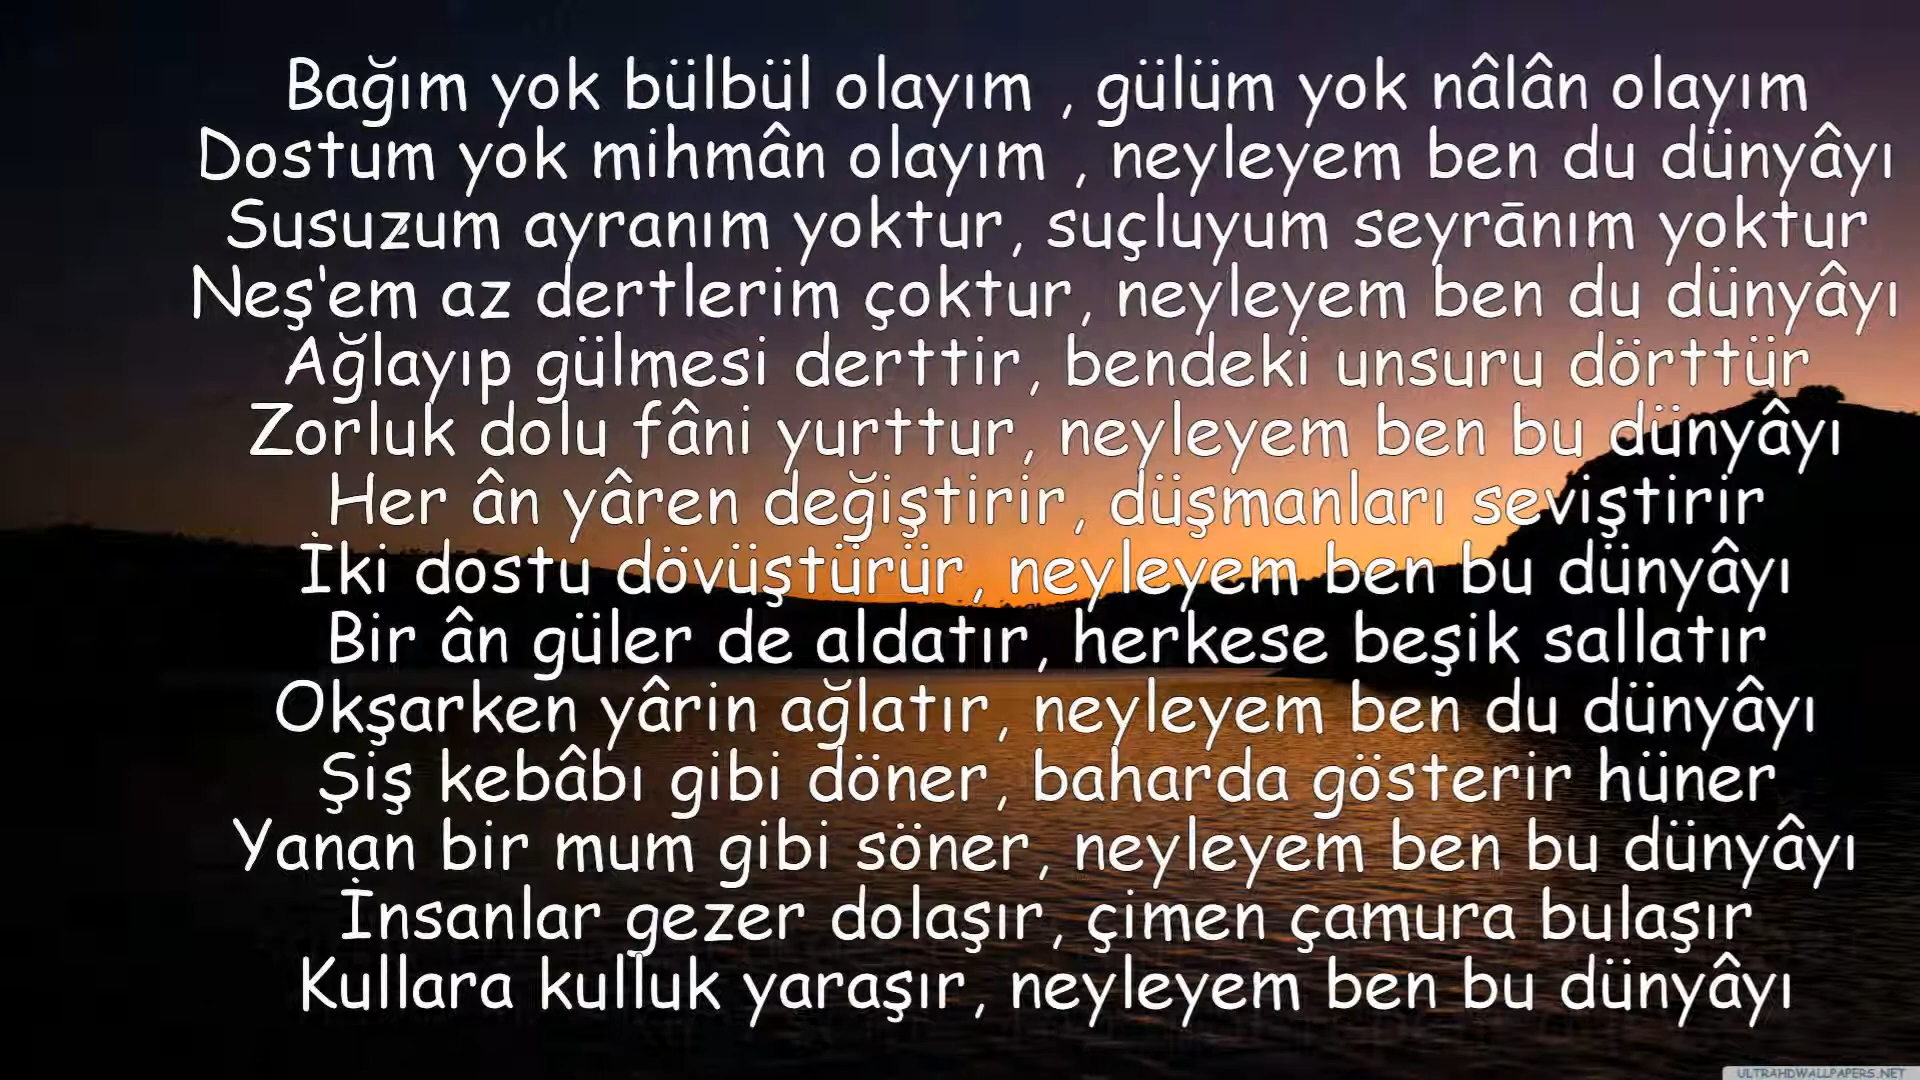 Bağım yok bülbül olayım , gülüm yok nâlân olayım
Dostum yok mihmân olayım , neyleyem ben du dünyâyı
Susuzum ayranım yoktur, suçluyum seyrānım yoktur
Neş'em az dertlerim çoktur, neyleyem ben du dünyâyı
Ağlayıp gülmesi derttir, bendeki unsuru dörttür
Zorluk dolu fâni yurttur, neyleyem ben bu dünyâyı
Her ân yâren değiştirir, düşmanları seviştirir
İki dostu dövüştürür, neyleyem ben bu dünyâyı
Bir ân güler de aldatır, herkese beşik sallatır
Okşarken yârin ağlatır, neyleyem ben du dünyâyı
Şiş kebâbı gibi döner, baharda gösterir hüner
Yanan bir mum gibi söner, neyleyem ben bu dünyâyı
İnsanlar gezer dolaşır, çimen çamura bulaşır
Kullara kulluk yaraşır, neyleyem ben bu dünyâyı
ULTRAHDWALLPAPERS.NET